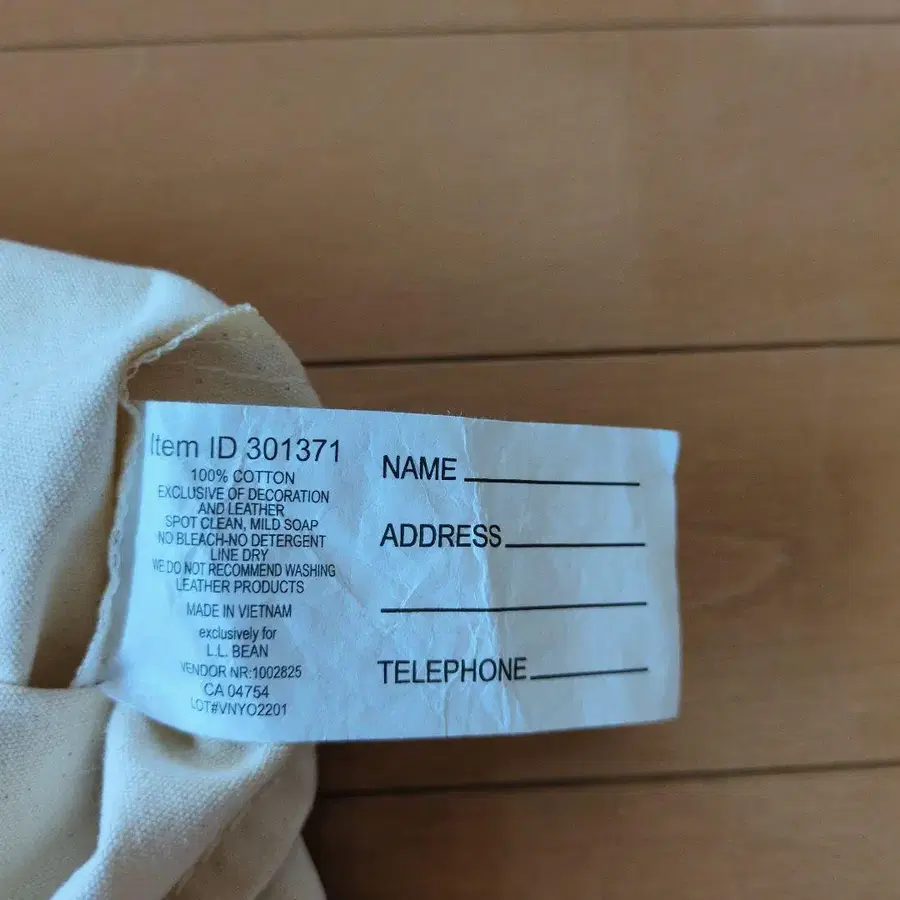 Item ID 301371
100% COTTON
EXCLUSIVE OF DECORATION
AND LEATHER
SPOT CLEAN, MILD SOAP
NO BLEACH-NO DETERGENT
LINE DRY
WE DO NOT RECOMMEND WASHING
LEATHER PRODUCTS
MADE IN VIETNAM
exclusively for
L.L. BEAN
VENDOR NR:1002825
CA 04754
LOT#VNYO2201
NAME
ADDRESS
TELEPHONE